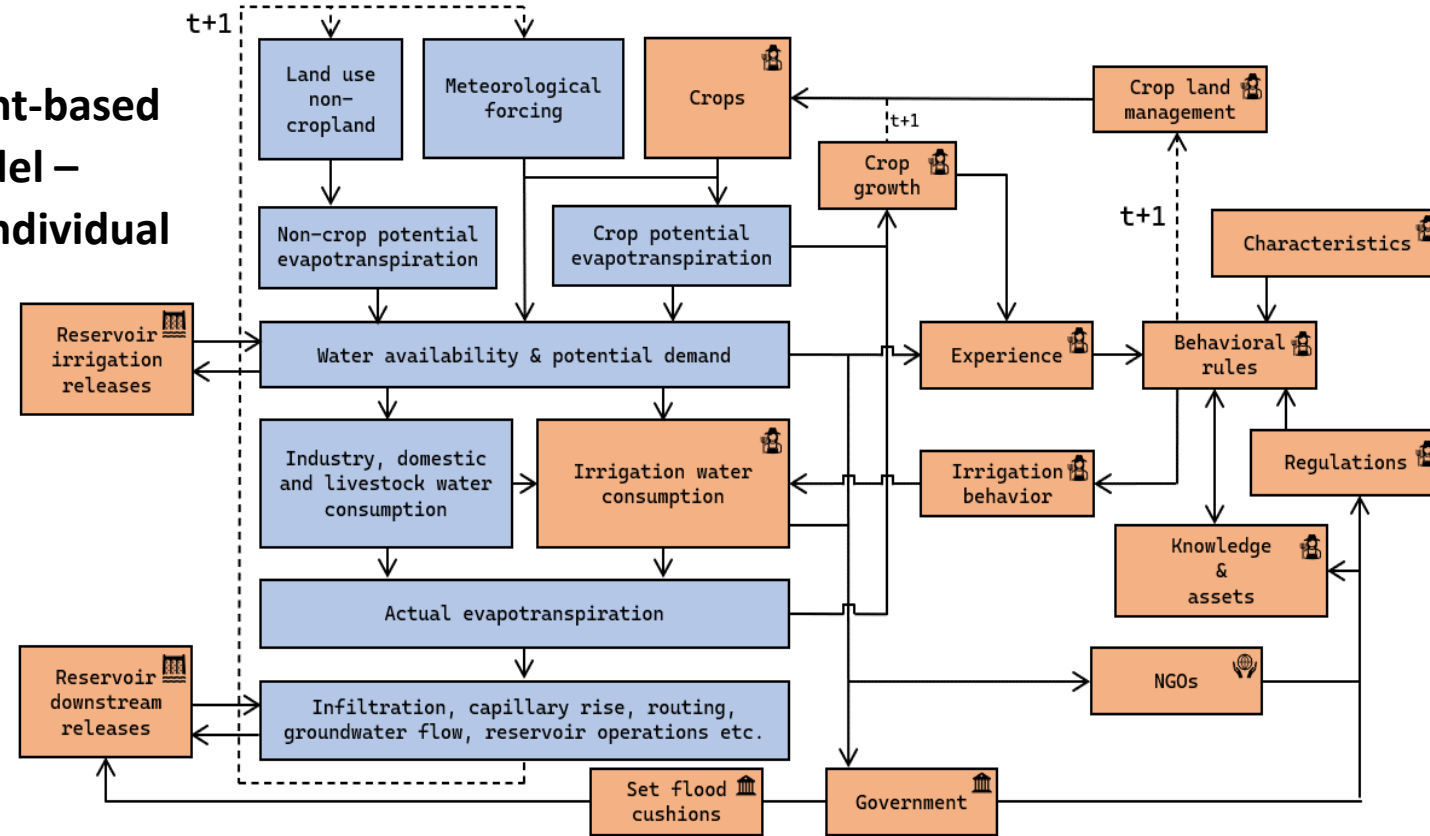 nt-based
del –
ndividual
t+1
Land use
non-
cropland
Meteorological
forcing
Crops
Crop land
management
t+1
Crop
growth
t+1
Non-crop potential
evapotranspiration
Crop potential
evapotranspiration
Characteristics
Reservoir
irrigation
releases
Water availability & potential demand
Experience
Behavioral
rules
Industry, domestic
and livestock water
consumption
Irrigation water
consumption
Irrigation
behavior
Regulations
Knowledge
&
assets
Actual evapotranspiration
Reservoir
downstream
releases
Infiltration, capillary rise, routing,
groundwater flow, reservoir operations etc.
NGOs
Set flood
cushions
Government